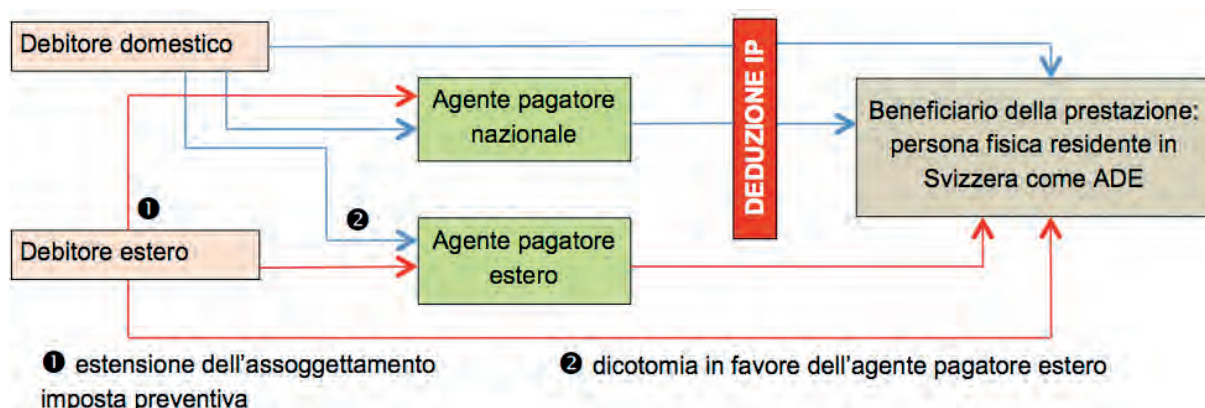 Debitore domestico
Agente pagatore
nazionale
DEDUZIONE IP
Beneficiario della prestazione:
persona fisica residente in
Svizzera come ADE
❶
❷
Debitore estero
Agente pagatore
estero
❶ estensione dell'assoggettamento
imposta preventiva
❷ dicotomia in favore dell'agente pagatore estero